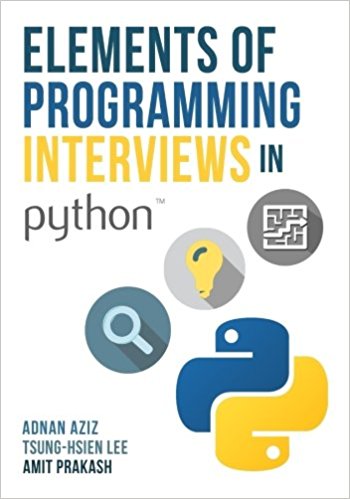 ELEMENTS OF
PROGRAMMING
INTERVIEWS IN
python™
ADNAN AZIZ
TSUNG-HSIEN LEE
AMIT PRAKASH